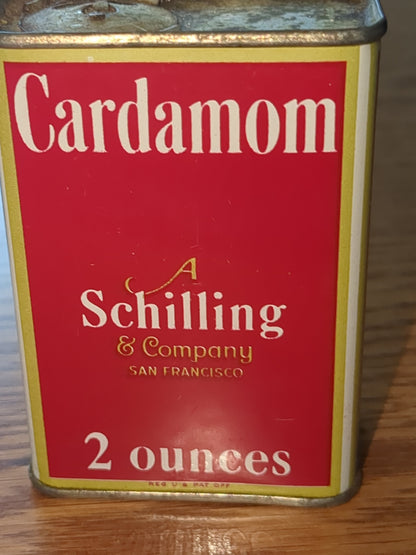 Cardamom
A
Schilling
& Company
SAN FRANCISCO
2 ounces
REG U S PAT OFF